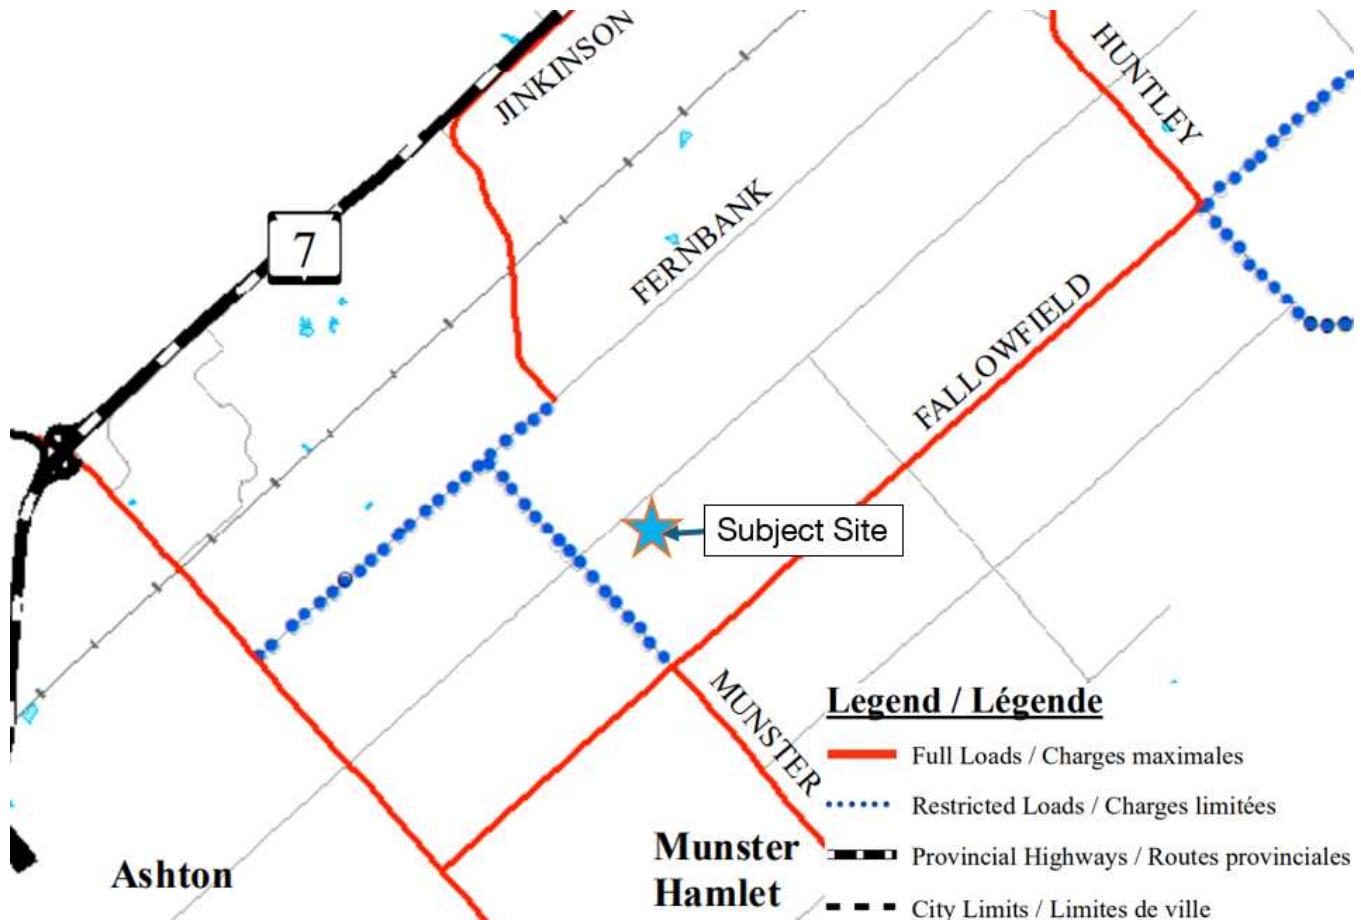 JINKINSON
HUNTLEY
FERNBANK
7
FALLOWFIELD
Subject Site
MUNSTER
Legend / Légende
Full Loads / Charges maximales
Restricted Loads / Charges limitées
Provincial Highways / Routes provinciales
City Limits / Limites de ville
Ashton
Munster
Hamlet